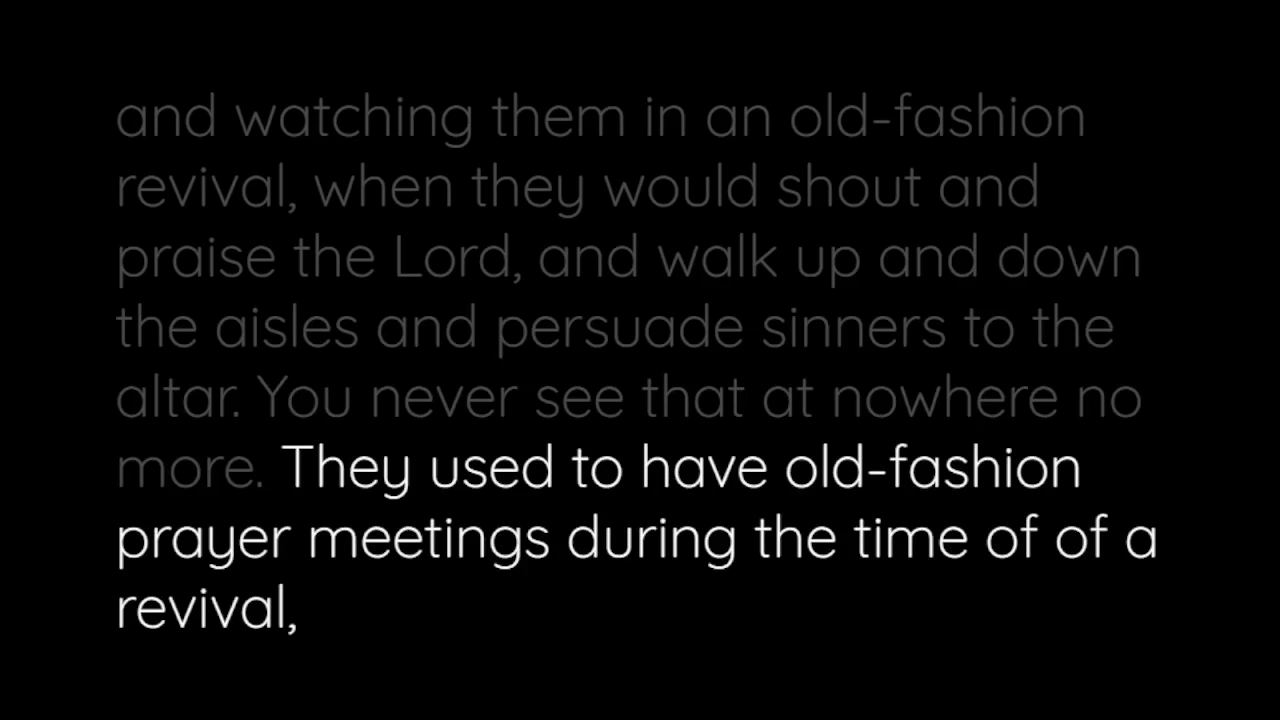 and watching them in an old-fashion
revival, when they would shout and
praise the Lord, and walk up and down
the aisles and persuade sinners to the
altar. You never see that at nowhere no
more. They used to have old-fashion
prayer meetings during the time of of a
revival,